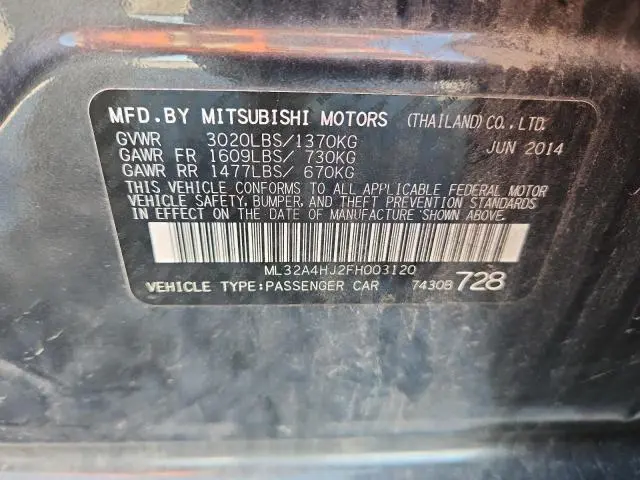 MFD.BY MITSUBISHI MOTORS (THAILAND) CO.,LTD.
GVWR 3020LBS/1370KG JUN 2014
GAWR FR 1609LBS/ 730KG
GAWR RR 1477LBS/ 670KG
THIS VEHICLE CONFORMS TO ALL APPLICABLE FEDERAL MOTOR
VEHICLE SAFETY, BUMPER, AND THEFT PREVENTION STANDARDS
IN EFFECT ON THE DATE OF MANUFACTURE SHOWN ABOVE.
ML32A4HJ2FH003120
VEHICLE TYPE:PASSENGER CAR 74308 728